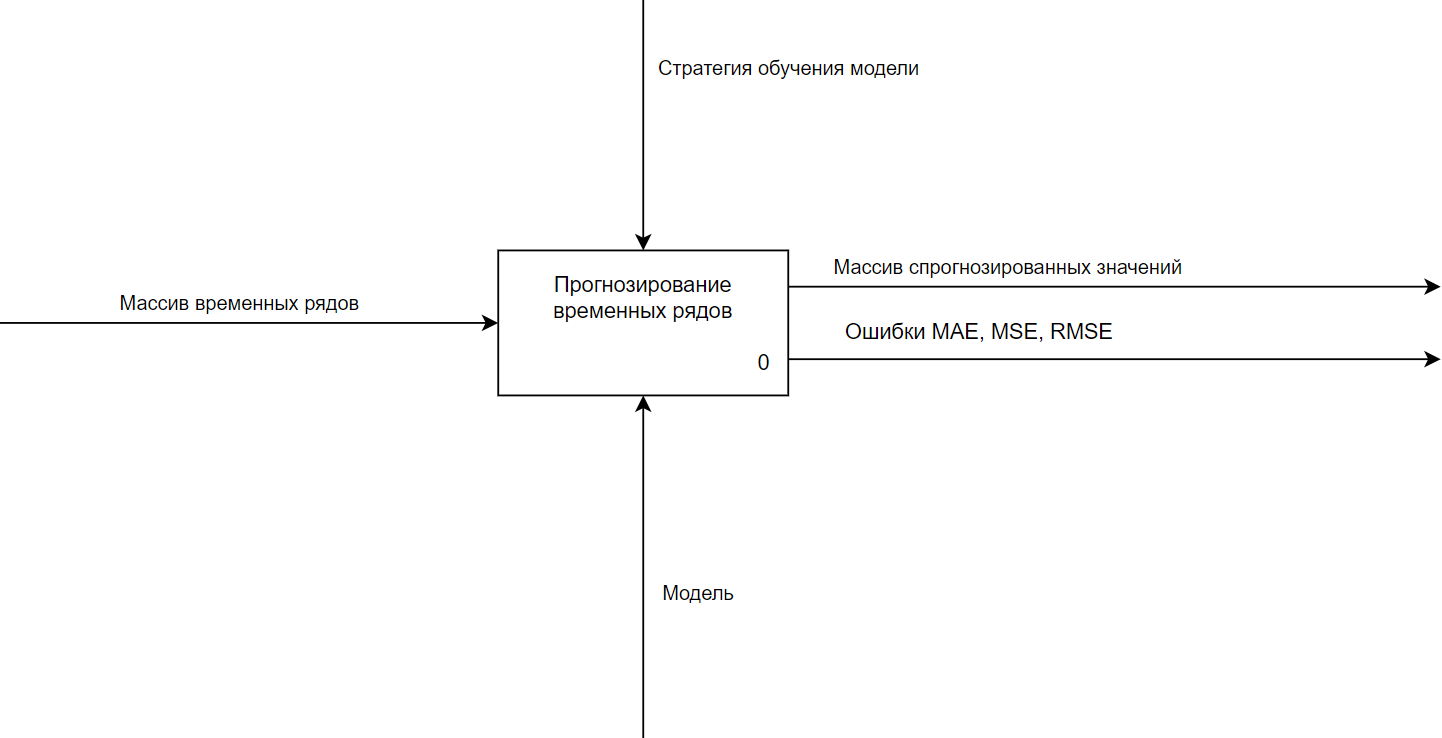 Стратегия обучения модели
Массив временных рядов
Прогнозирование
временных рядов
0
Массив спрогнозированных значений
Ошибки MAE, MSE, RMSE
Модель